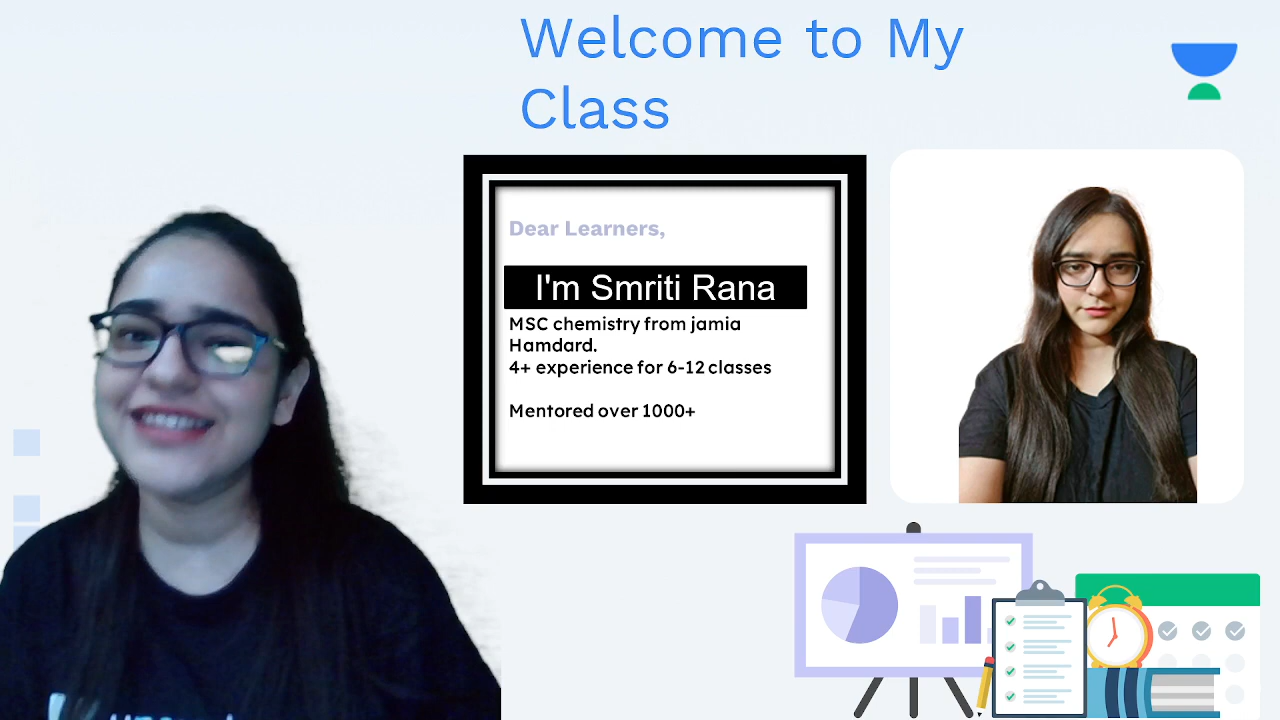 Welcome to My
Class
Dear Learners,
I'm Smriti Rana
MSC chemistry from jamia
Hamdard.
4+ experience for 6-12 classes
Mentored over 1000+